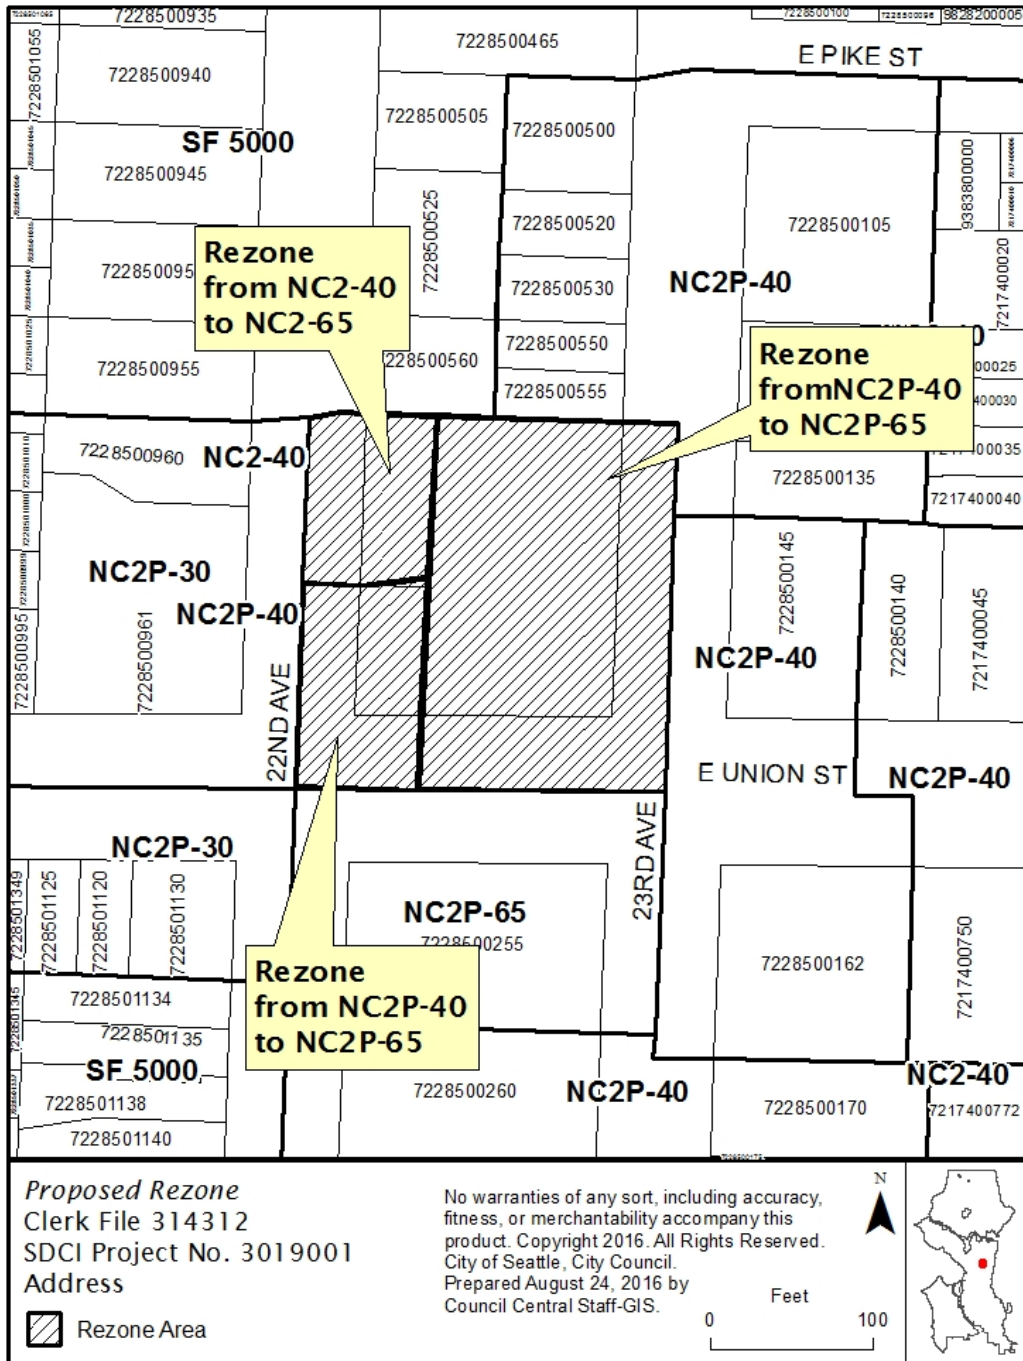 7228500935
7228500465
7228500100
9828200005
E PIKE ST
7228501055
7228500940
7228500505
7228500500
SF 5000
7228500945
7228500525
7228500520
7228500105
9383800000
7217400020
Rezone
from NC2-40
to NC2-65
722850095
7228500530
NC2P-40
7228500550
Rezone
fromNC2P-40
to NC2P-65
00025
400030
7228500955
228500560
7228500555
7228500960
NC2-40
7228500135
7217400035
7217400040
NC2P-30
NC2P-40
7228500995
7228500961
22ND AVE
7228500145
7228500140
7217400045
NC2P-40
E UNION ST
NC2P-40
23RD AVE
NC2P-30
7228501349
7228501125
7228501120
7228501130
NC2P-65
7228500255
7228500162
7217400750
Rezone
from NC2P-40
to NC2P-65
7228501134
7228501135
SF 5000
7228501138
7228501140
7228500260
NC2P-40
7228500170
NC2-40
7217400772
Proposed Rezone
Clerk File 314312
SDCI Project No. 3019001
Address
Rezone Area
No warranties of any sort, including accuracy,
fitness, or merchantability accompany this
product. Copyright 2016. All Rights Reserved.
City of Seattle, City Council.
Prepared August 24, 2016 by
Council Central Staff-GIS.
N
Feet
0 100